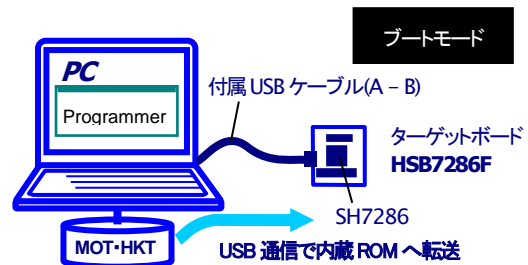 ブートモード
PC
Programmer
付属 USB ケーブル(A – B)
ターゲットボード
HSB7286F
SH7286
MOT・HKT
USB 通信で内蔵 ROM へ転送